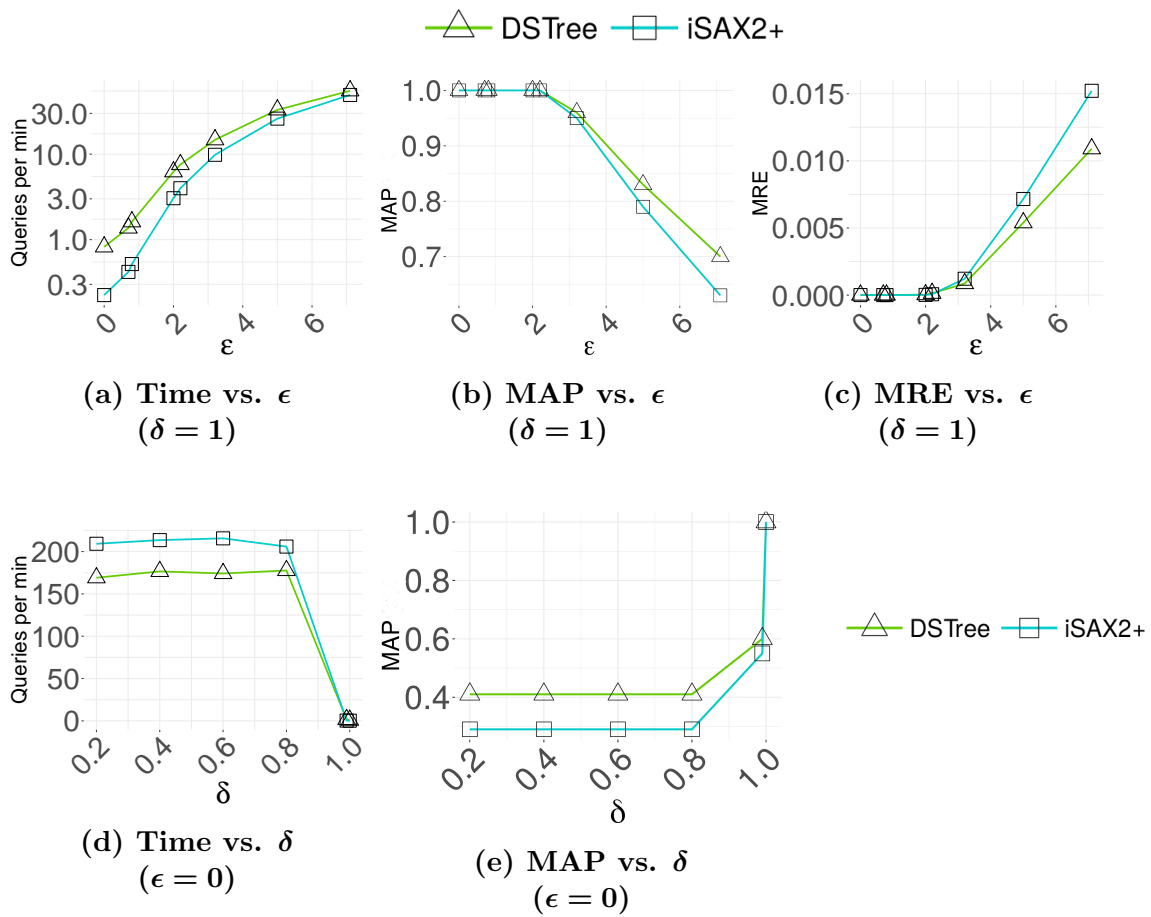 DSTree iSAX2+
Queries per min
30.0
10.0
3.0
1.0
0.3
0 2 4 6
ε
(a) Time vs. ϵ
(δ = 1)
MAP
1.0
0.9
0.8
0.7
0 2 4 6
ε
(b) MAP vs. ϵ
(δ = 1)
MRE
0.015
0.010
0.005
0.000
0 2 4 6
ε
(c) MRE vs. ϵ
(δ = 1)
Queries per min
200
150
100
50
0
0.2 0.4 0.6 0.8 1.0
δ
(d) Time vs. δ
(ϵ = 0)
MAP
1.0
0.8
0.6
0.4
0.2 0.4 0.6 0.8 1.0
δ
(e) MAP vs. δ
(ϵ = 0)
DSTree iSAX2+